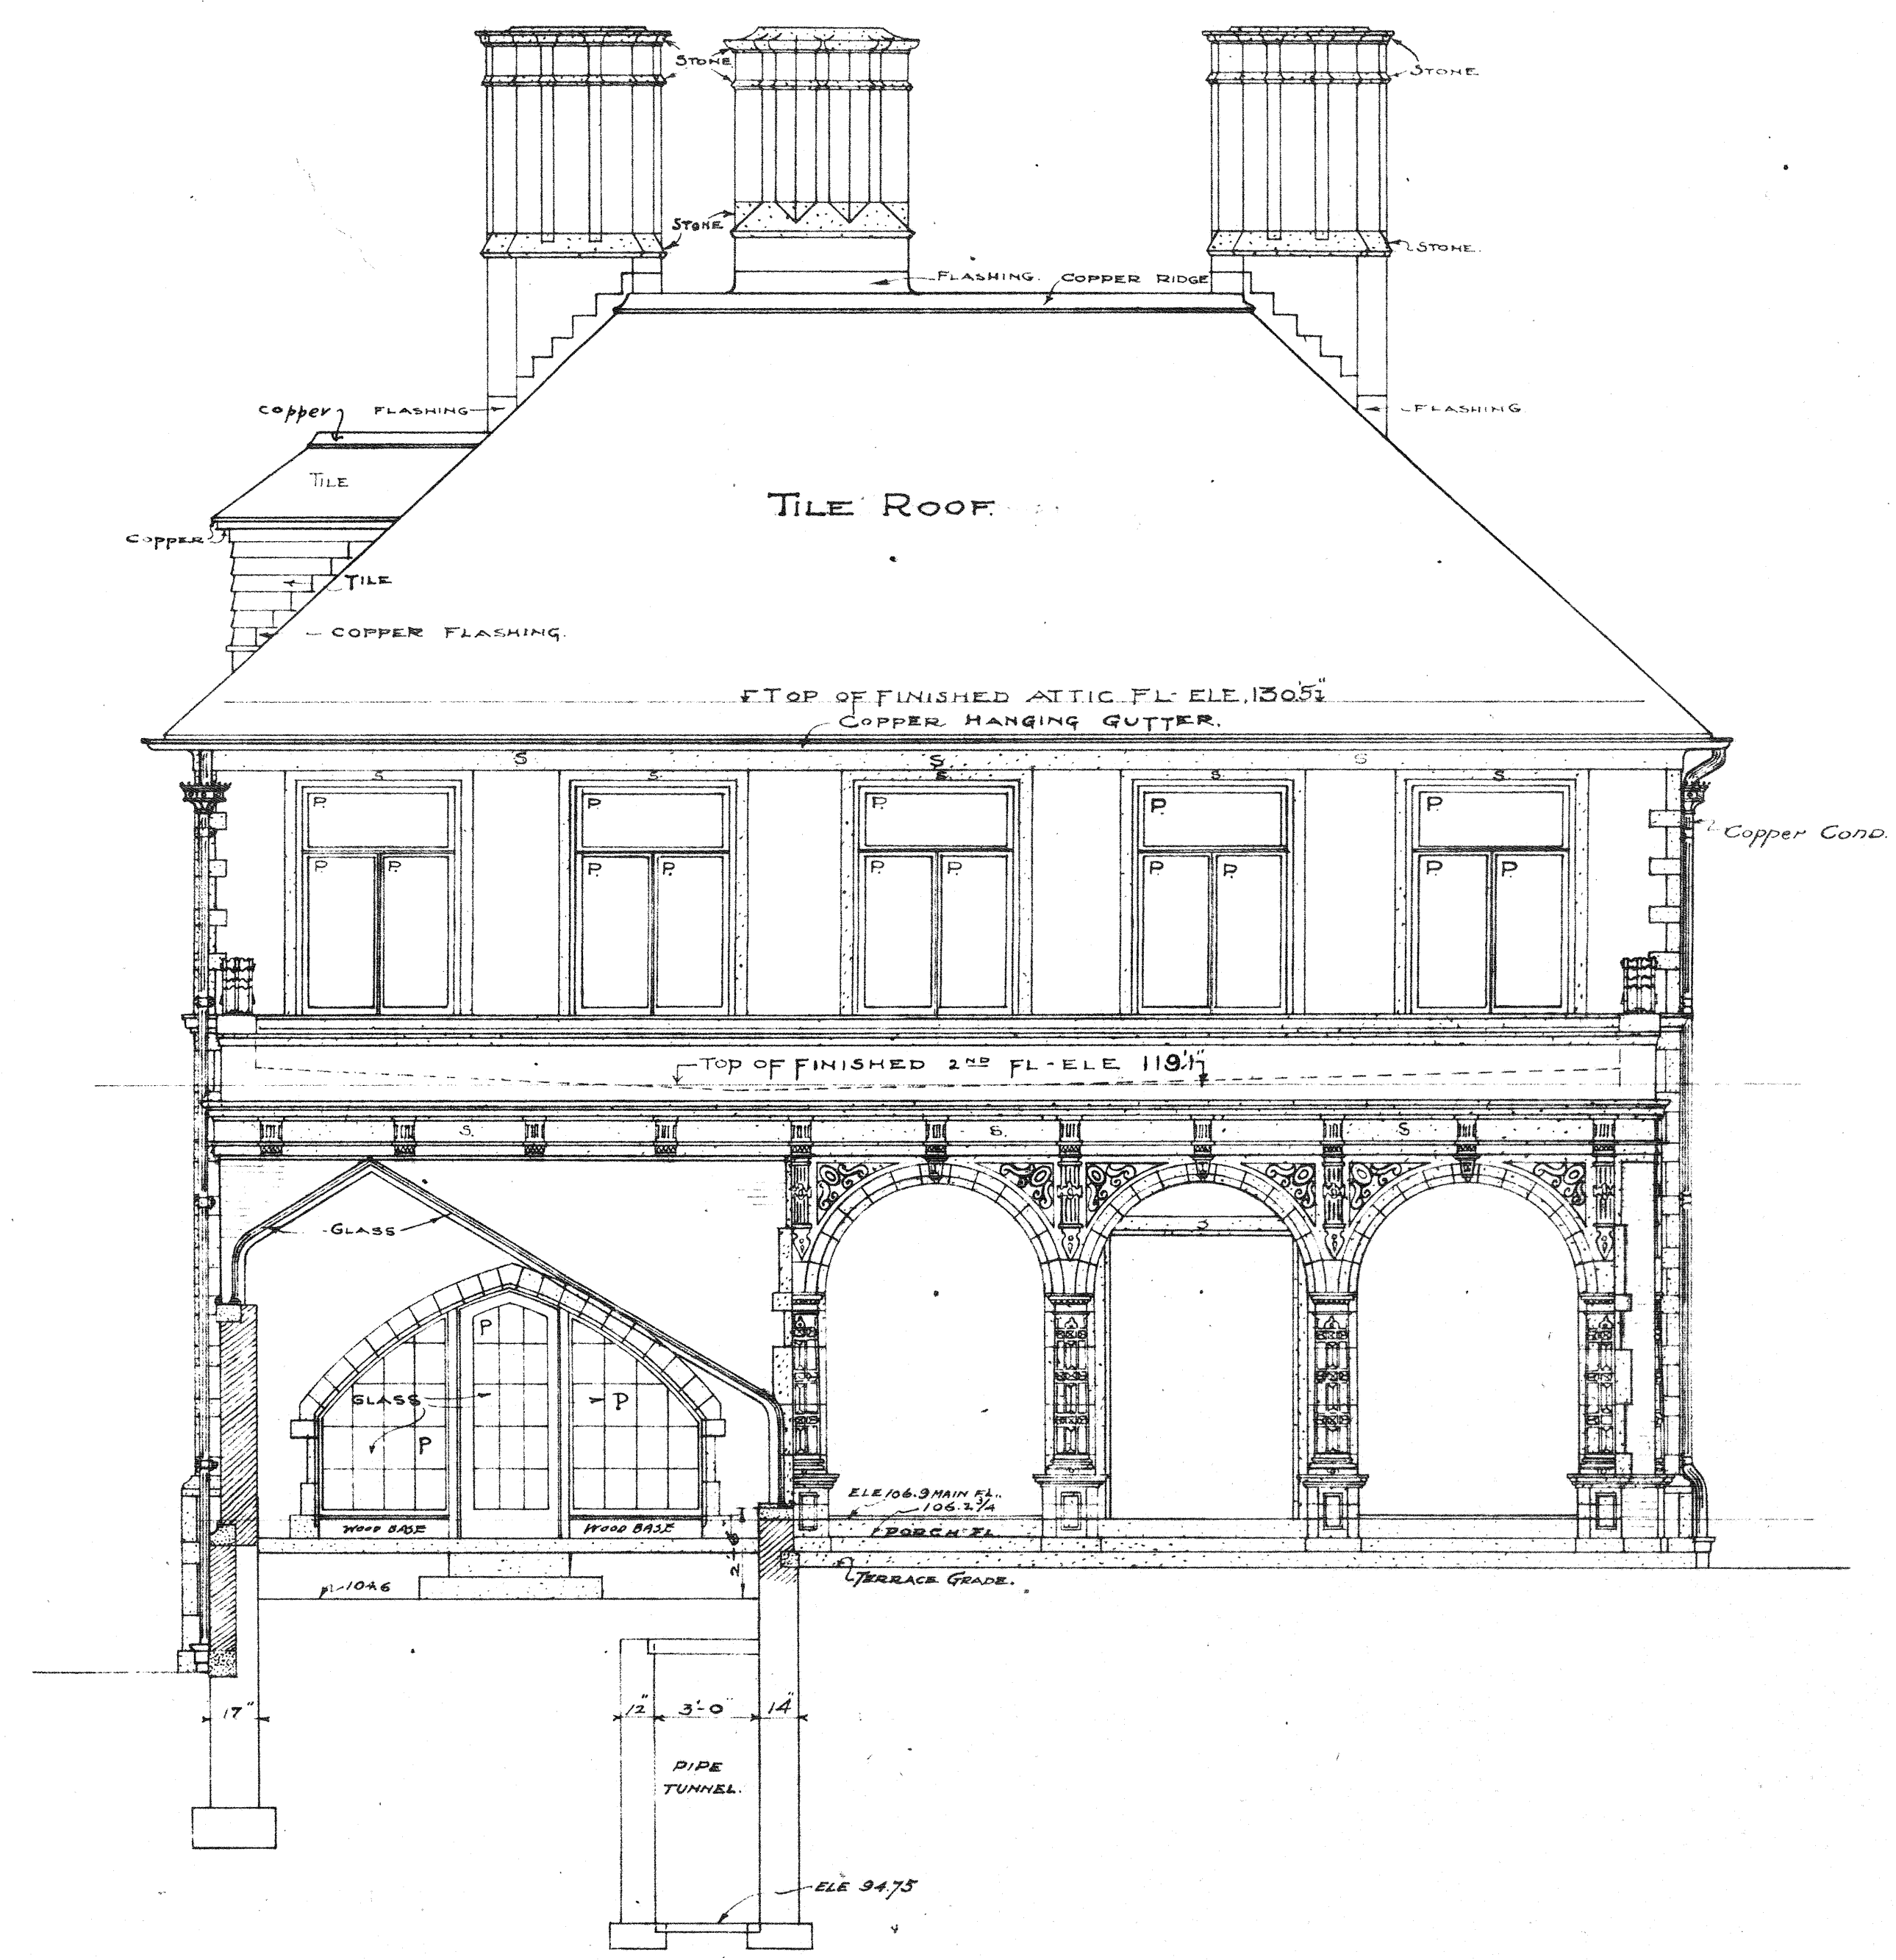 STONE
STONE
STONE
STONE.
FLASHING. COPPER RIDGE
copper FLASHING
FLASHING
TILE
TILE ROOF.
COPPER
TILE
COPPER FLASHING.
TOP OF FINISHED ATTIC FL- ELE,
COPPER HANGING GUTTER.
S S S
S S S S S
P. P. P. P. P.
Copper COND.
P. P. P. P. P. P. P. P. P. P.
TOP OF FINISHED 2ND FL-ELE 119'1"
S. S. S
GLASS
S
P
GLASS P
P
ELE 106.9 MAIN FL.
106.2 3/4
PORCH FL
WOOD BASE WOOD BASE
2'-6"
104.6
TERRACE GRADE.
17" 12" 3'-0" 14"
PIPE
TUNNEL.
ELE 94.75